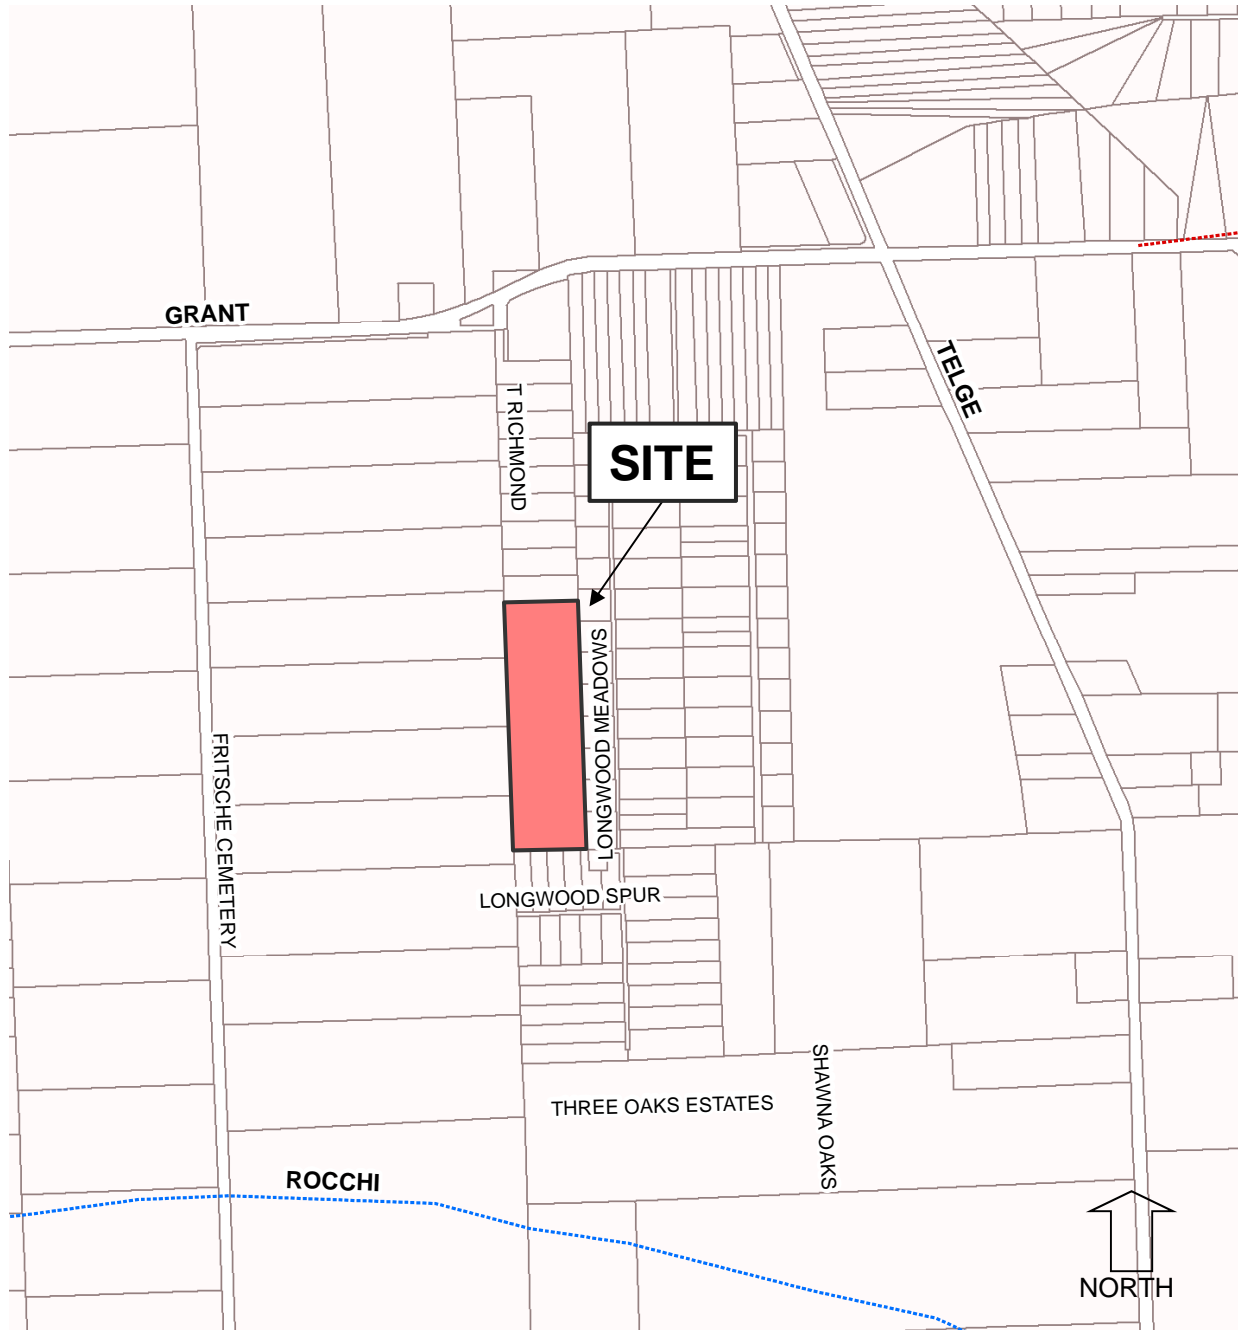 GRANT
TELGE
T RICHMOND
SITE
LONGWOOD MEADOWS
FRITSCHE CEMETERY
LONGWOOD SPUR
SHAWNA OAKS
THREE OAKS ESTATES
ROCCHI
NORTH